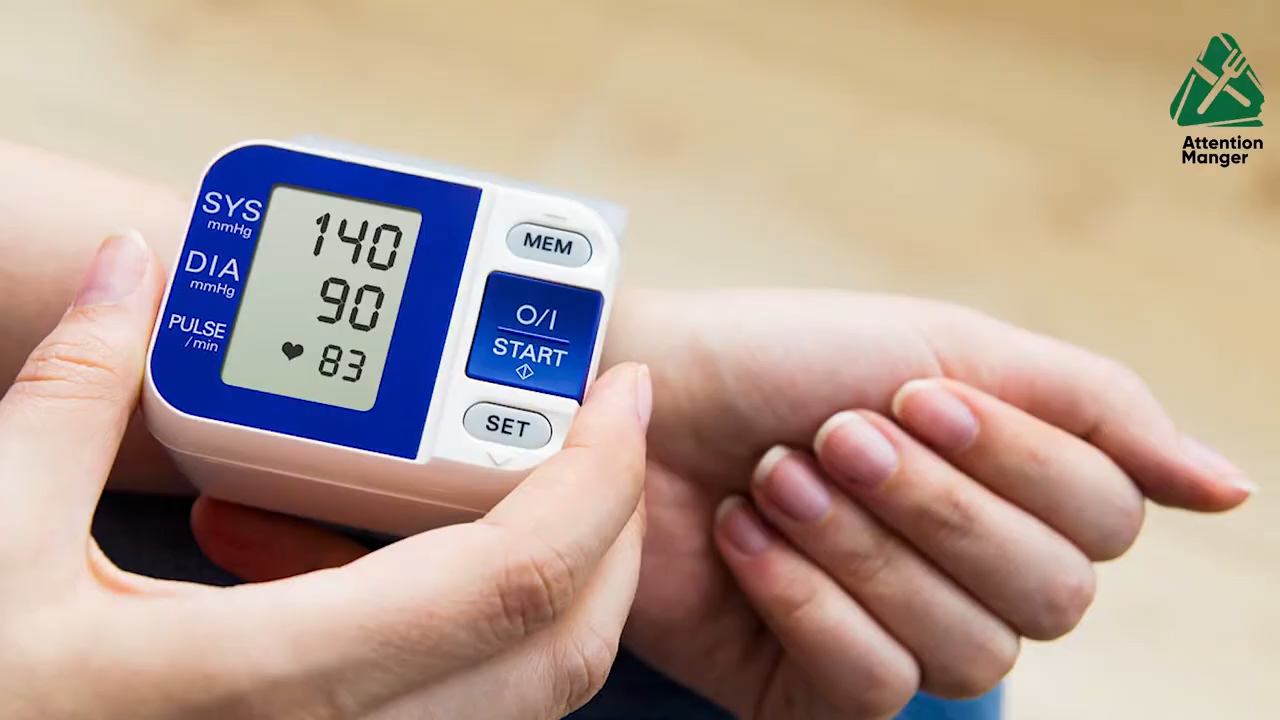 SYS
mmHg
140
DIA
mmHg
90
PULSE
/min
83
MEM
O/I
START
SET
Attention
Manger